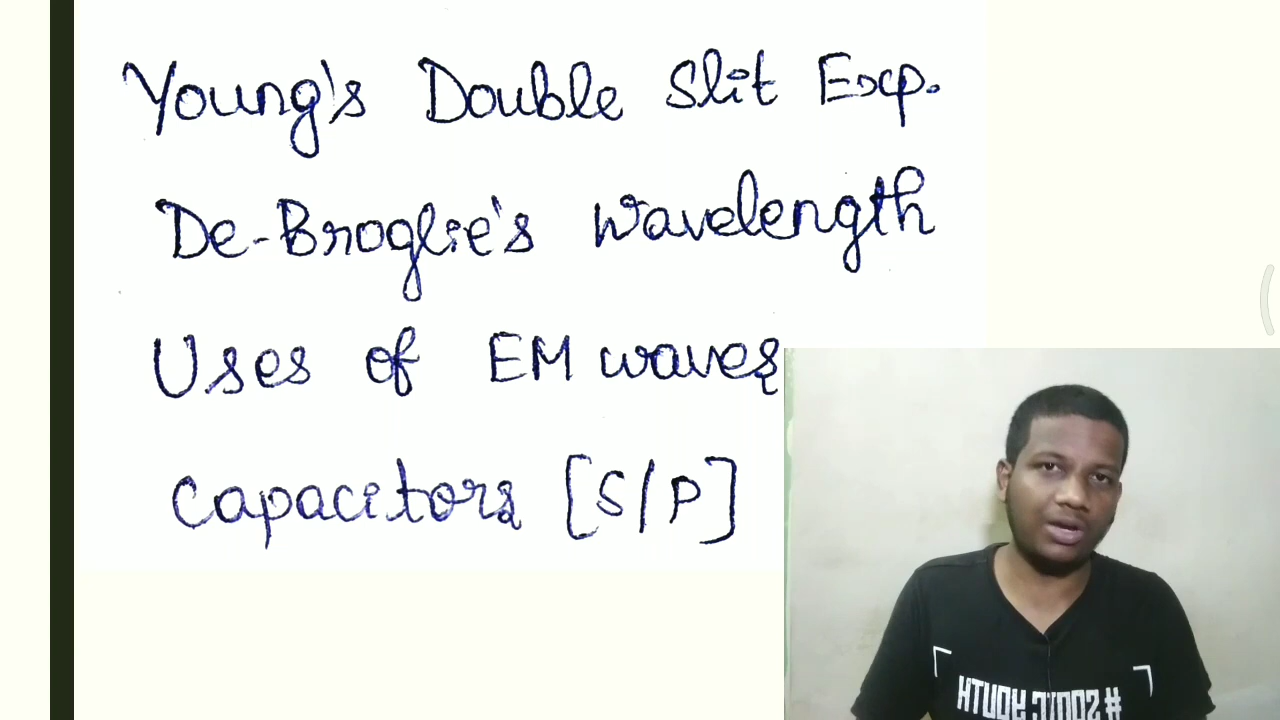 Young's Double Slit Exp.
De-Broglie's Wavelength
Uses of EM waves
Capacitors [S/P]